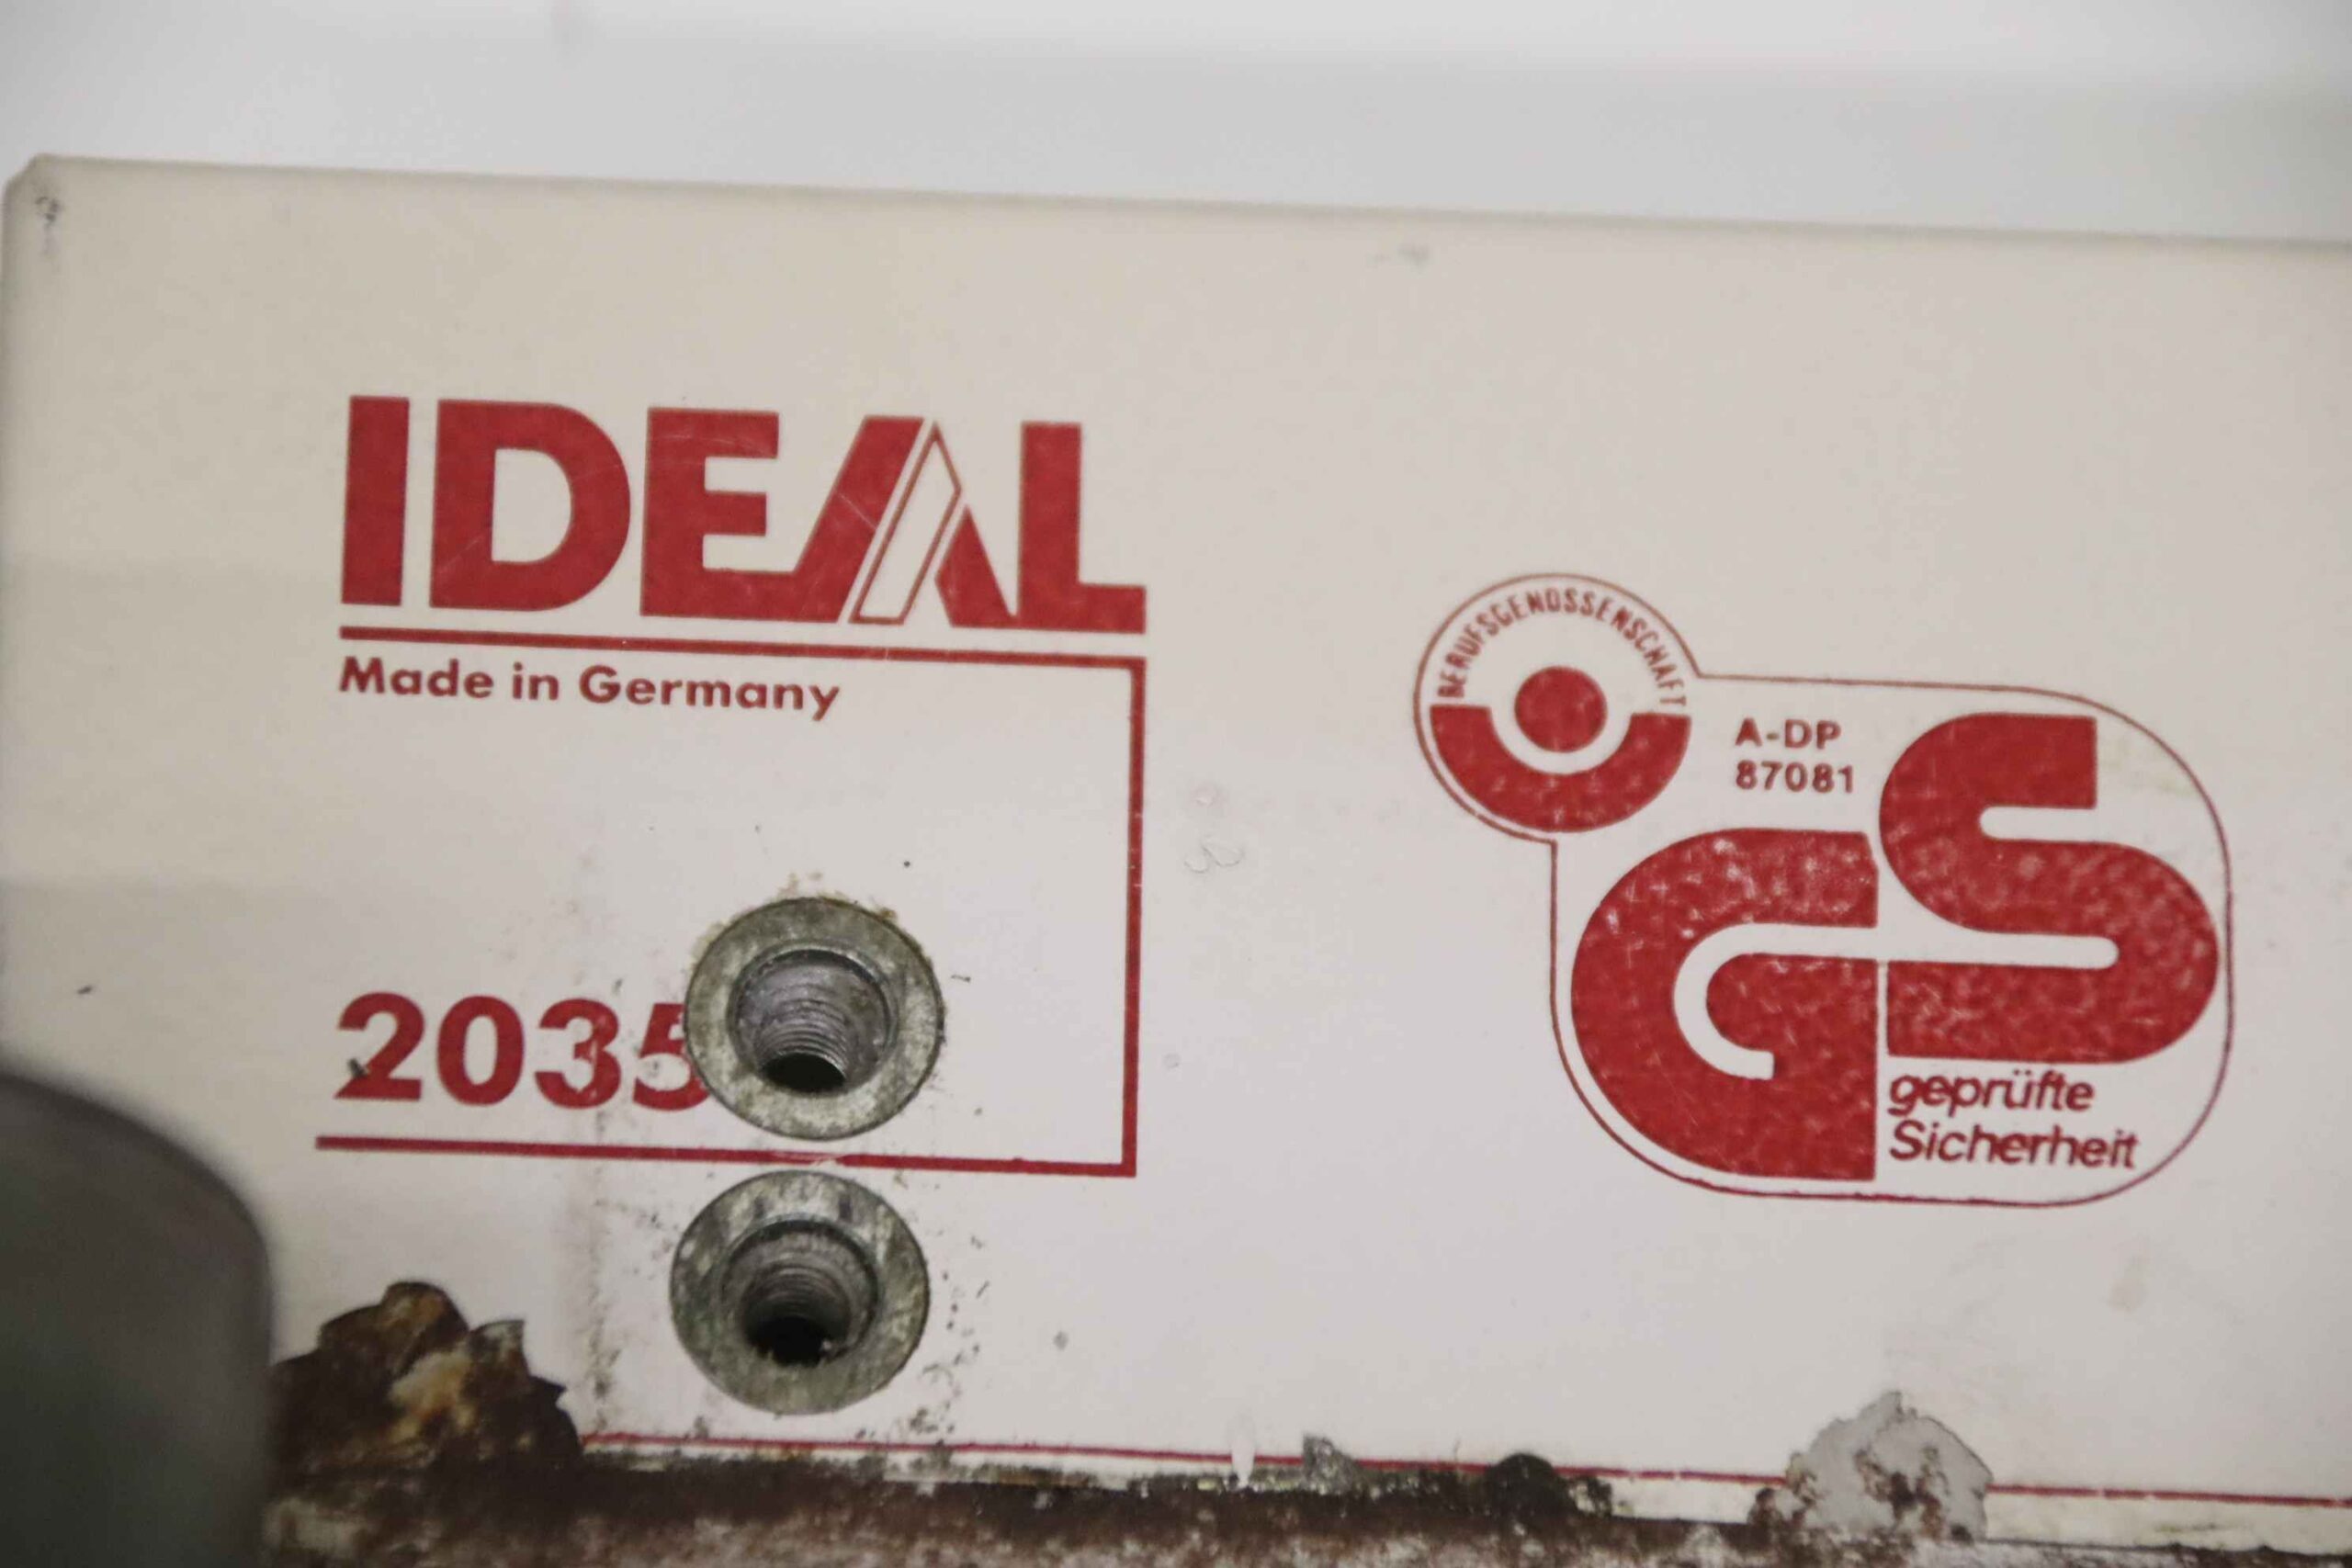 IDEAL
Made in Germany
2035
BERUFSGENOSSENSCHAFT
A-DP
87081
GS
geprüfte
Sicherheit